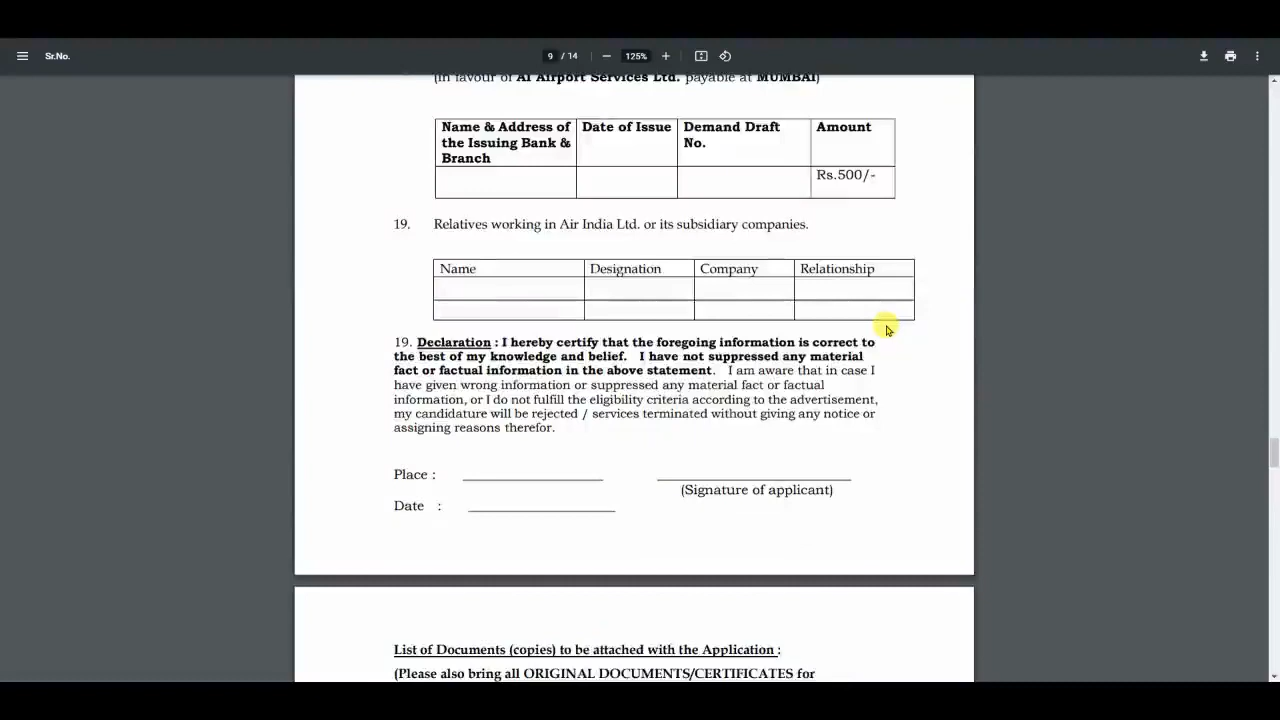 Sr.No.
9 / 14
125%
(in favour of AI Airport Services Ltd. payable at MUMBAI)
Name & Address of the Issuing Bank & Branch Date of Issue Demand Draft No. Amount
Rs.500/-
19. Relatives working in Air India Ltd. or its subsidiary companies.
Name Designation Company Relationship
19. Declaration : I hereby certify that the foregoing information is correct to
the best of my knowledge and belief. I have not suppressed any material
fact or factual information in the above statement. I am aware that in case I
have given wrong information or suppressed any material fact or factual
information, or I do not fulfill the eligibility criteria according to the advertisement,
my candidature will be rejected / services terminated without giving any notice or
assigning reasons therefor.
Place :
(Signature of applicant)
Date :
List of Documents (copies) to be attached with the Application :
(Please also bring all ORIGINAL DOCUMENTS/CERTIFICATES for